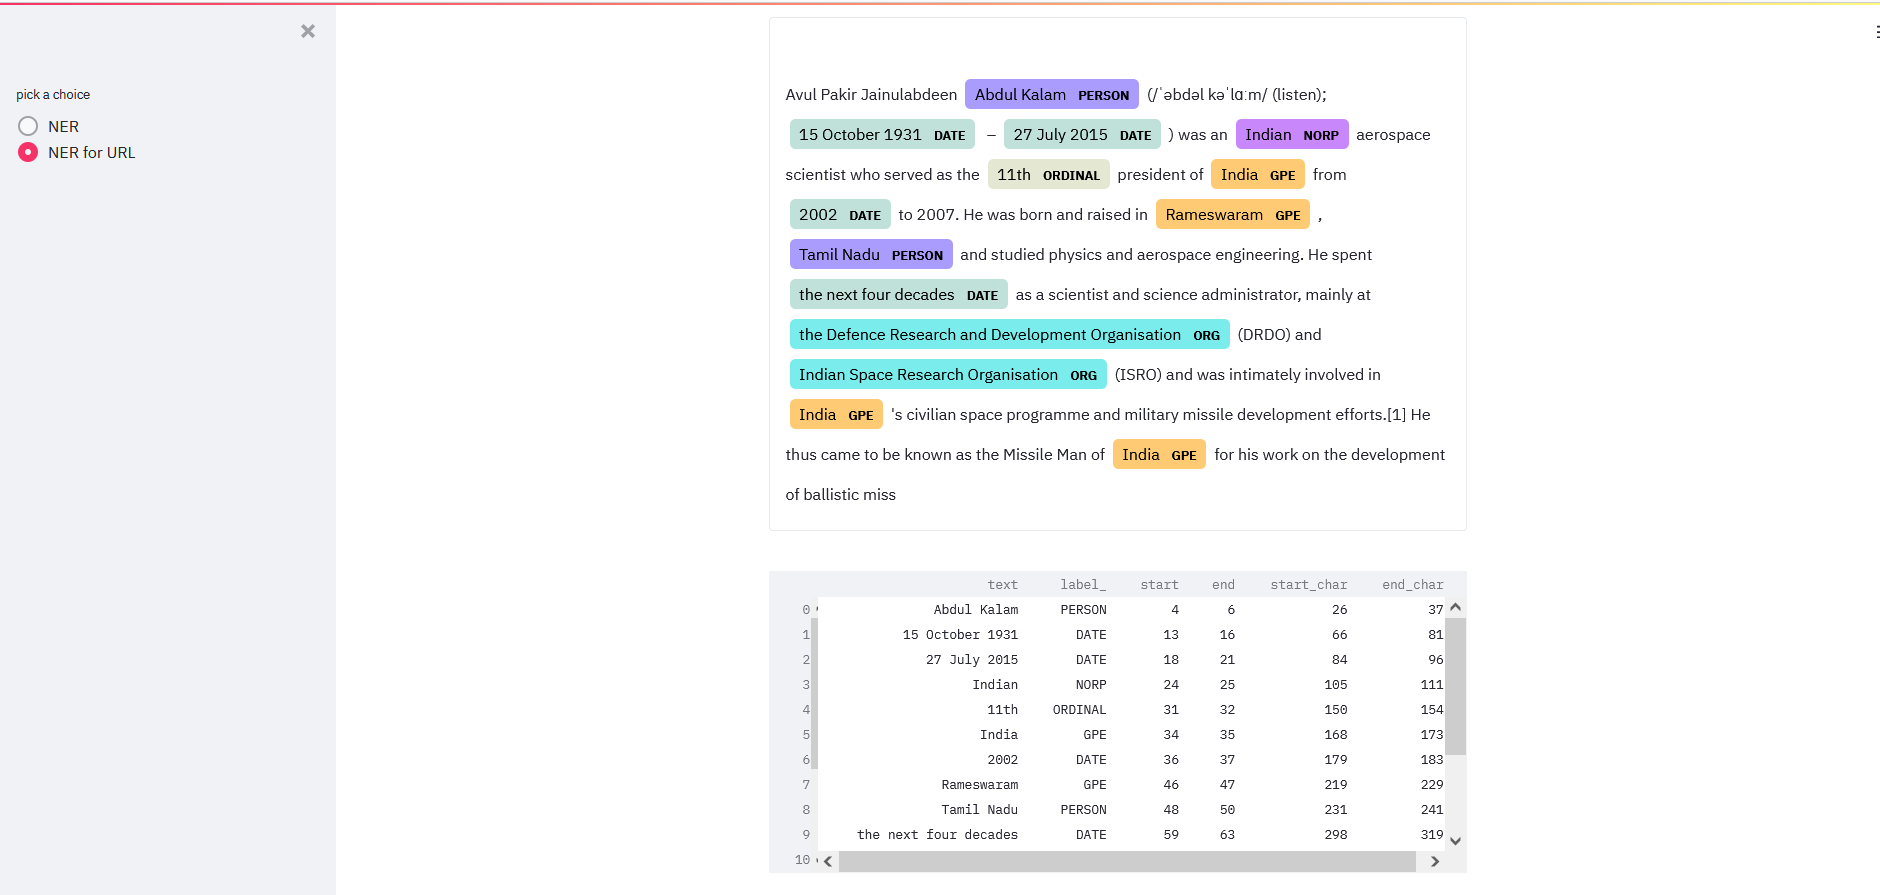 pick a choice
NER
NER for URL
Avul Pakir Jainulabdeen Abdul Kalam PERSON (/ˈəbdəl kəˈlɑːm/ (listen);
15 October 1931 DATE – 27 July 2015 DATE ) was an Indian NORP aerospace
scientist who served as the 11th ORDINAL president of India GPE from
2002 DATE to 2007. He was born and raised in Rameswaram GPE ,
Tamil Nadu PERSON and studied physics and aerospace engineering. He spent
the next four decades DATE as a scientist and science administrator, mainly at
the Defence Research and Development Organisation ORG (DRDO) and
Indian Space Research Organisation ORG (ISRO) and was intimately involved in
India GPE 's civilian space programme and military missile development efforts.[1] He
thus came to be known as the Missile Man of India GPE for his work on the development
of ballistic miss
text label_ start end start_char end_char
0 Abdul Kalam PERSON 4 6 26 37
1 15 October 1931 DATE 13 16 66 81
2 27 July 2015 DATE 18 21 84 96
3 Indian NORP 24 25 105 111
4 11th ORDINAL 31 32 150 154
5 India GPE 34 35 168 173
6 2002 DATE 36 37 179 183
7 Rameswaram GPE 46 47 219 229
8 Tamil Nadu PERSON 48 50 231 241
9 the next four decades DATE 59 63 298 319
10